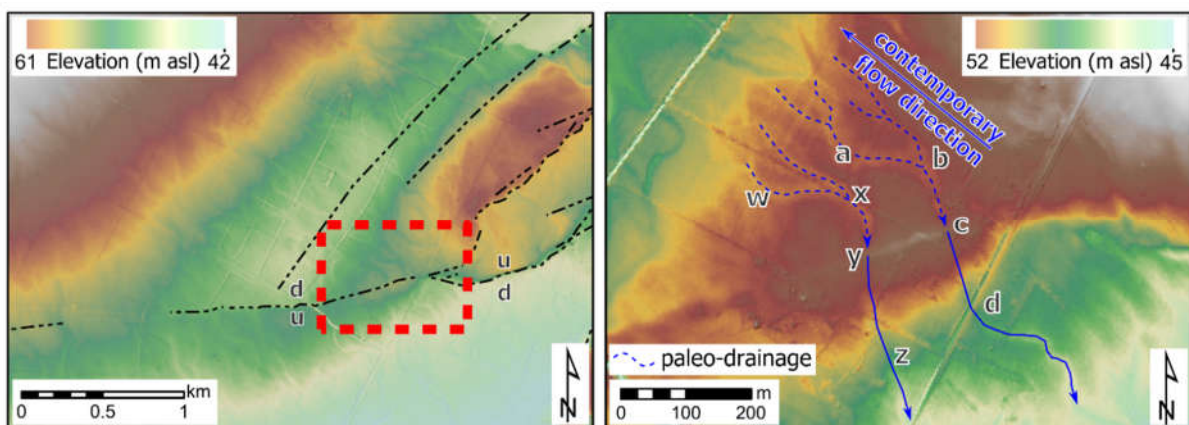 61 Elevation (m asl) 42
u
d
d
u
km
0 0.5 1
N
52 Elevation (m asl) 45
contemporary
flow direction
a
b
w
x
c
y
d
z
paleo-drainage
m
0 100 200
N